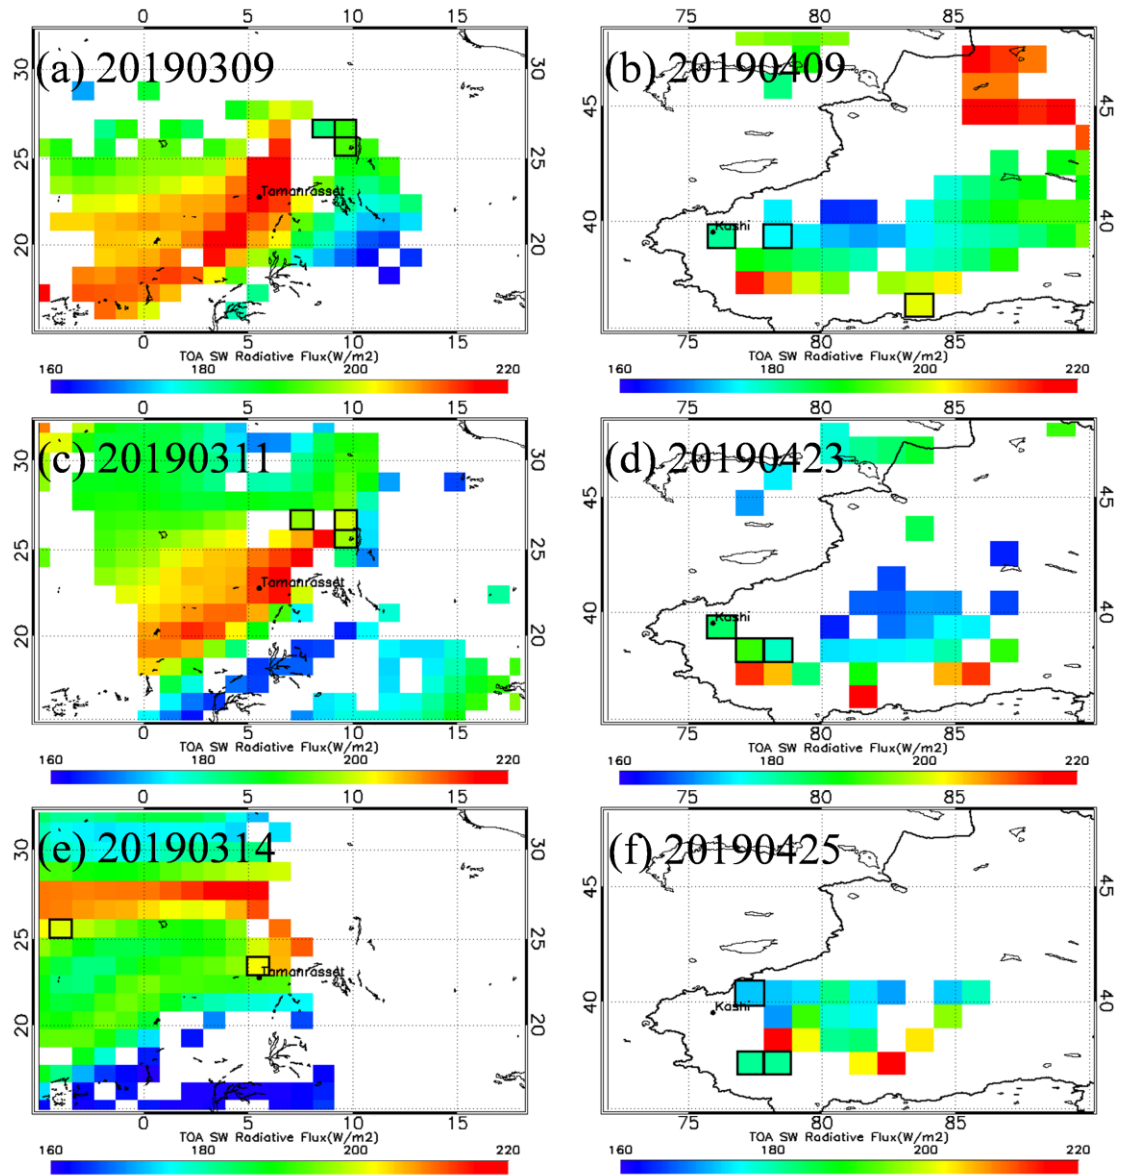 0 5 10 15
75 80 85
(a) 20190309
(b) 20190409
30 25 20
30 25 20
45 40
45 40
Tamanrasset
Kashi
0 5 10 15
75 80 85
TOA SW Radiative Flux(W/m2)
TOA SW Radiative Flux(W/m2)
160 180 200 220
160 180 200 220
0 5 10 15
75 80 85
(c) 20190311
(d) 20190423
30 25 20
30 25 20
45 40
45 40
Tamanrasset
Kashi
0 5 10 15
75 80 85
TOA SW Radiative Flux(W/m2)
TOA SW Radiative Flux(W/m2)
160 180 200 220
160 180 200 220
0 5 10 15
75 80 85
(e) 20190314
(f) 20190425
30 25 20
30 25 20
45 40
45 40
Tamanrasset
Kashi
0 5 10 15
75 80 85
TOA SW Radiative Flux(W/m2)
TOA SW Radiative Flux(W/m2)
160 180 200 220
160 180 200 220